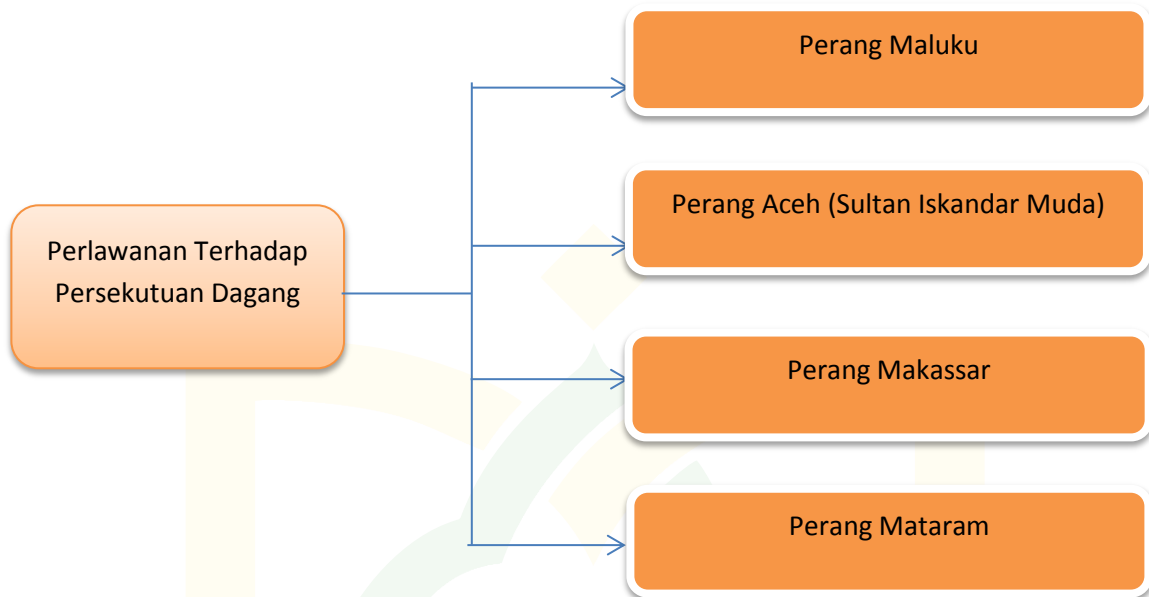 Perang Maluku
Perang Aceh (Sultan Iskandar Muda)
Perlawanan Terhadap
Persekutuan Dagang
Perang Makassar
Perang Mataram